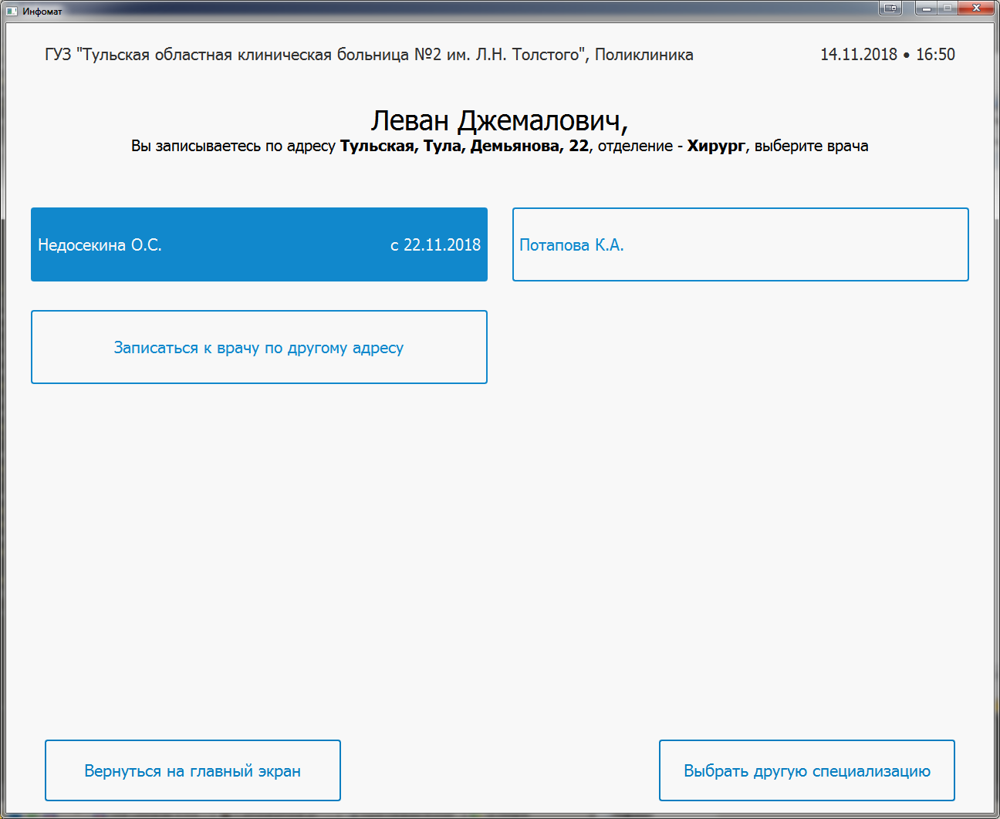 Инфомат
ГУЗ "Тульская областная клиническая больница №2 им. Л.Н. Толстого", Поликлиника
14.11.2018 • 16:50
Леван Джемалович,
Вы записываетесь по адресу Тульская, Тула, Демьянова, 22, отделение - Хирург, выберите врача
Недосекина О.С.
с 22.11.2018
Потапова К.А.
Записаться к врачу по другому адресу
Вернуться на главный экран
Выбрать другую специализацию